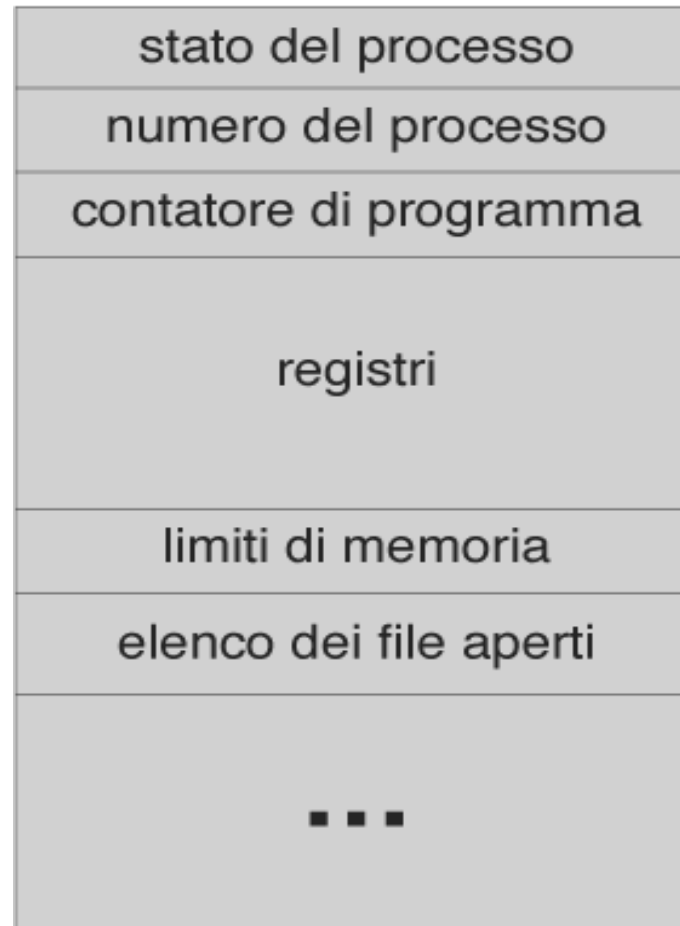 stato del processo
numero del processo
contatore di programma
registri
limiti di memoria
elenco dei file aperti
...